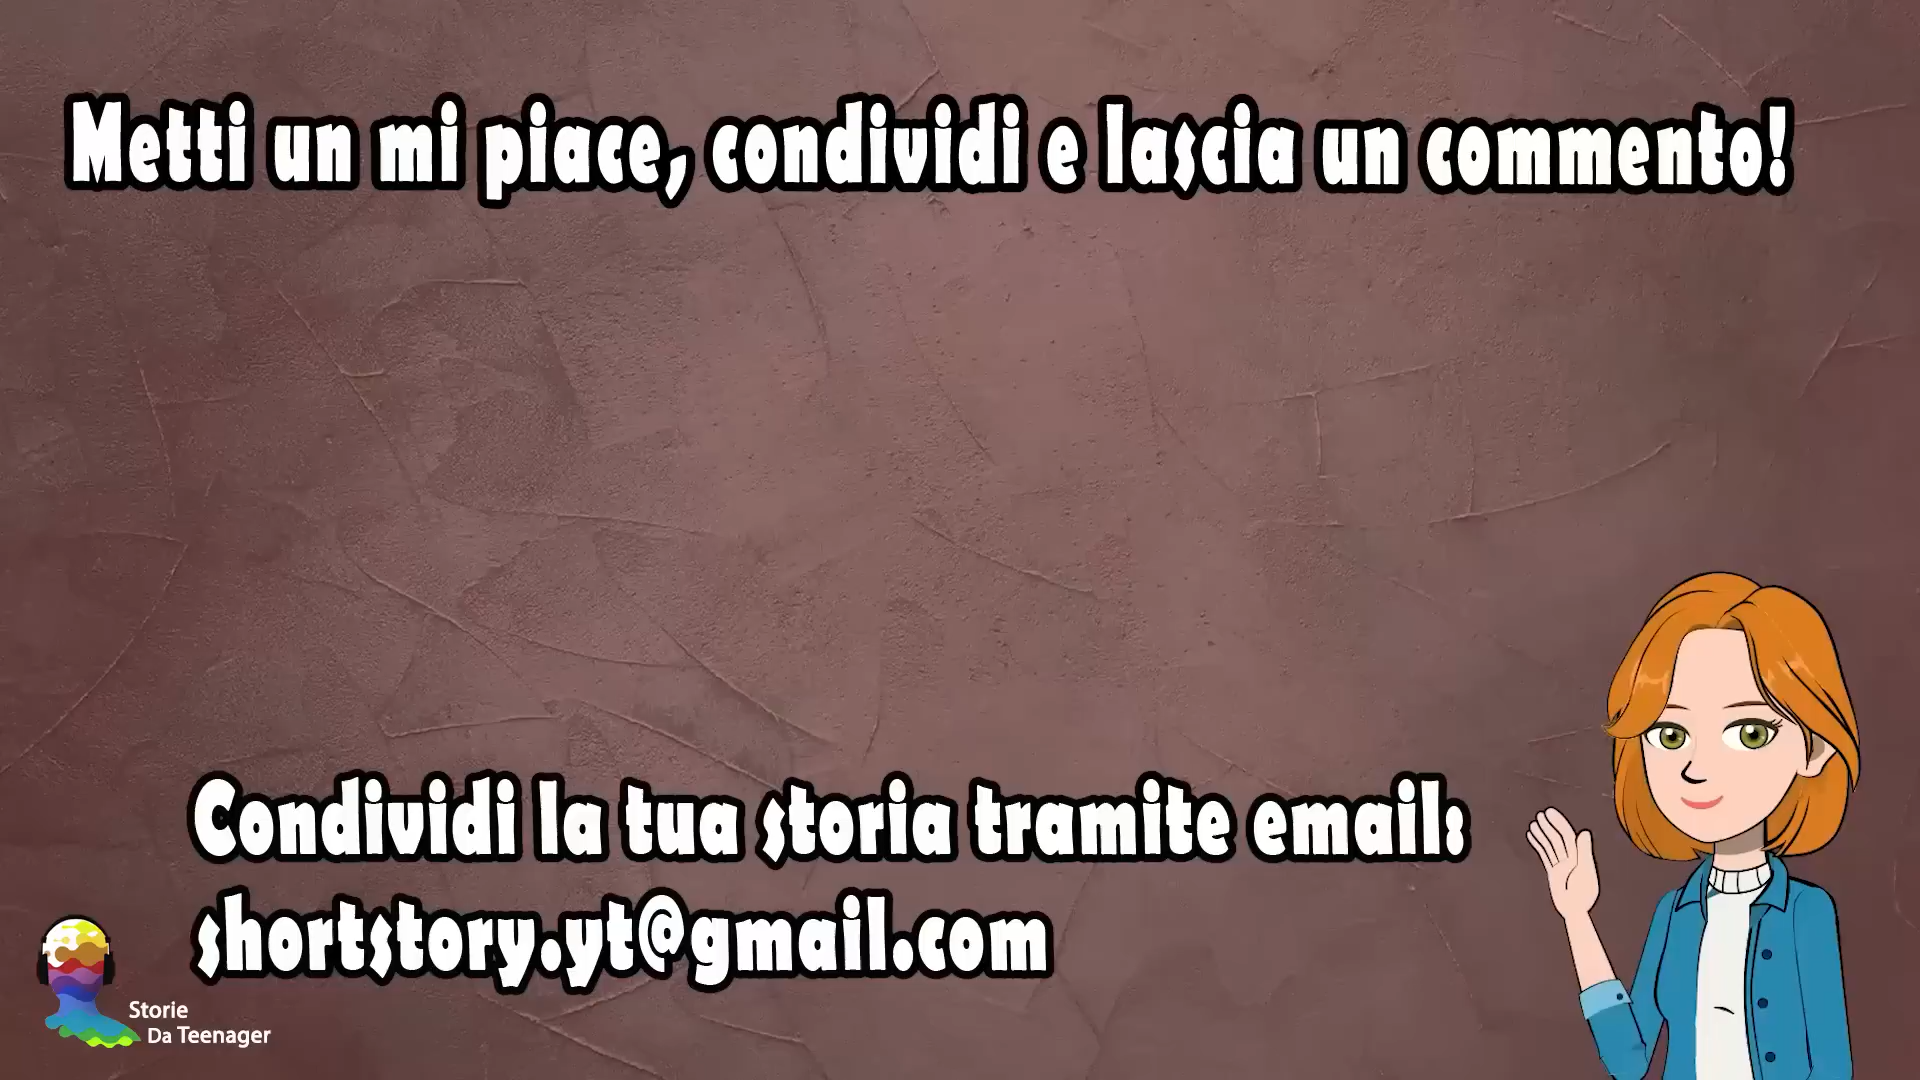 Metti un mi piace, condividi e lascia un commento!
Condividi la tua storia tramite email:
shortstory.yt@gmail.com
Storie
Da Teenager